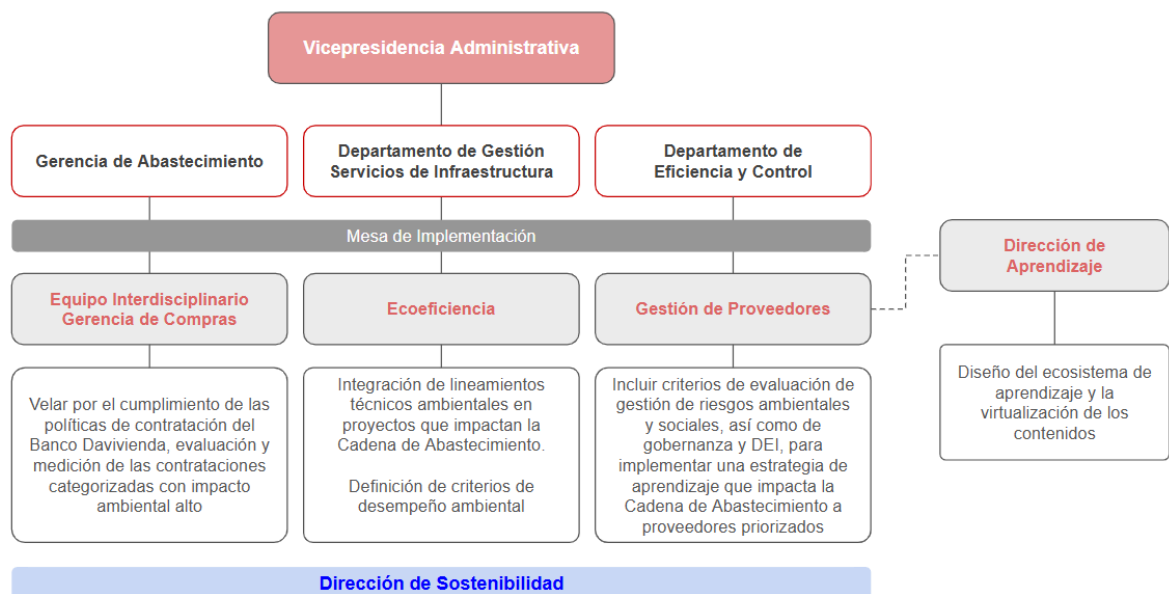 Vicepresidencia Administrativa
Gerencia de Abastecimiento
Departamento de Gestión
Servicios de Infraestructura
Departamento de
Eficiencia y Control
Mesa de Implementación
Equipo Interdisciplinario
Gerencia de Compras
Ecoeficiencia
Gestión de Proveedores
Dirección de
Aprendizaje
Velar por el cumplimiento de las
políticas de contratación del
Banco Davivienda, evaluación y
medición de las contrataciones
categorizadas con impacto
ambiental alto
Integración de lineamientos
técnicos ambientales en
proyectos que impactan la
Cadena de Abastecimiento.
Definición de criterios de
desempeño ambiental
Incluir criterios de evaluación de
gestión de riesgos ambientales
y sociales, así como de
gobernanza y DEI, para
implementar una estrategia de
aprendizaje que impacta la
Cadena de Abastecimiento a
proveedores priorizados
Diseño del ecosistema de
aprendizaje y la
virtualización de los
contenidos
Dirección de Sostenibilidad